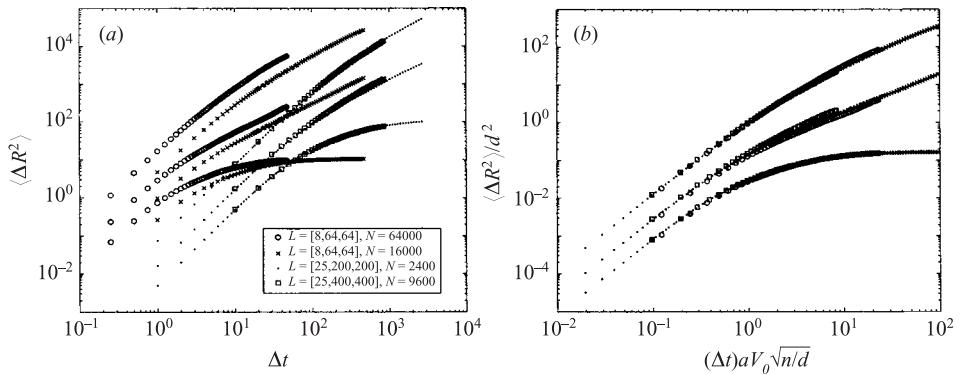 (a)
10^4
10^2
10^0
10^−2
⟨ΔR^2⟩
L = [8,64,64], N = 64000
L = [8,64,64], N = 16000
L = [25,200,200], N = 2400
L = [25,400,400], N = 9600
10^−1 10^0 10^1 10^2 10^3 10^4
Δt
(b)
10^2
10^0
10^−2
10^−4
⟨ΔR^2⟩/d^2
10^−2 10^−1 10^0 10^1 10^2
(Δt)aV_0√n/d